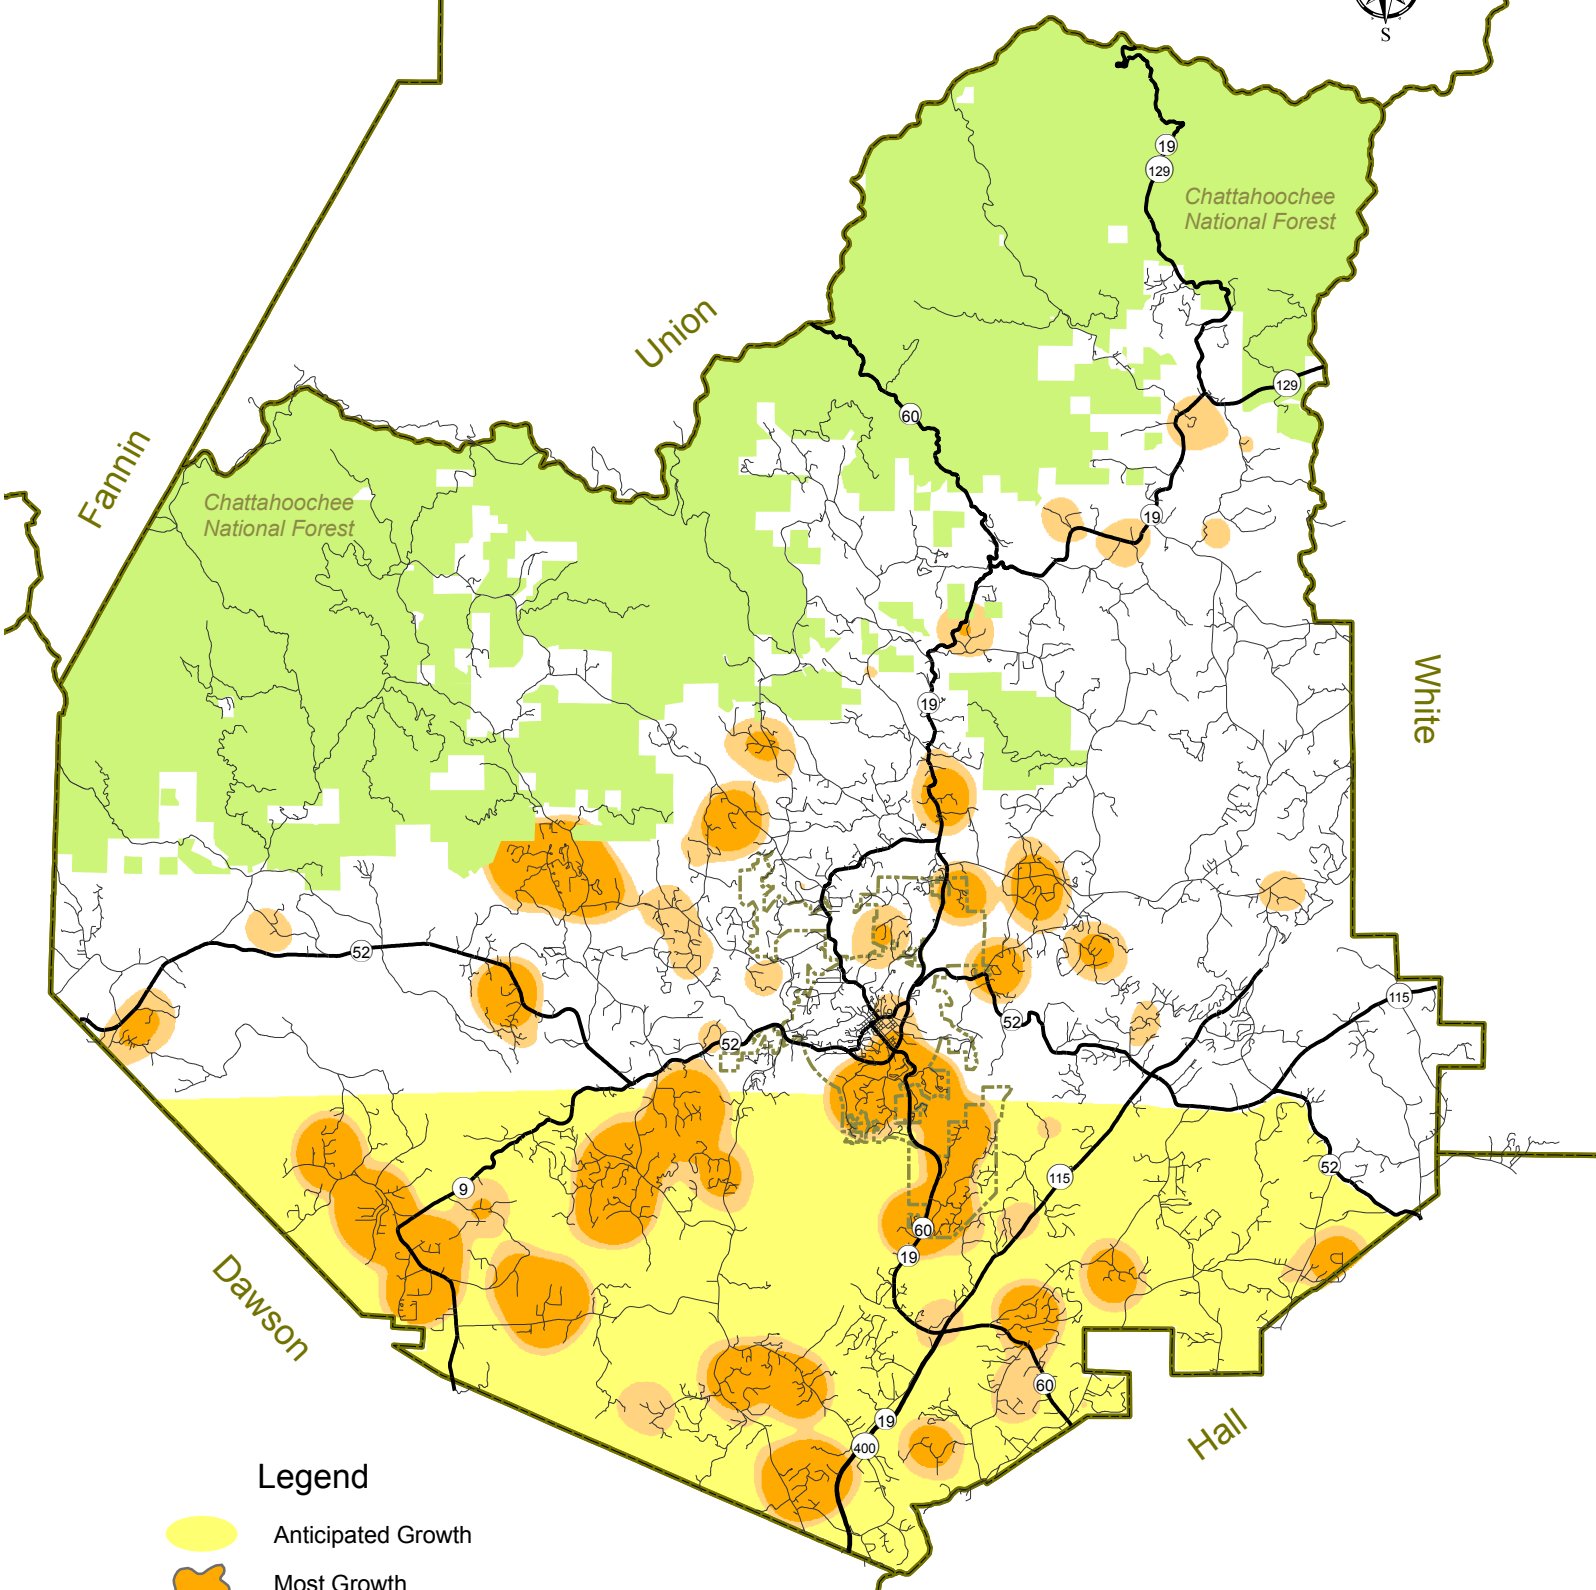 S
19
129
Chattahoochee
National Forest
Union
129
60
Fannin
Chattahoochee
National Forest
19
White
19
52
115
52
52
9
115
52
60
19
Dawson
60
Hall
19
400
Legend
Anticipated Growth
Most Growth